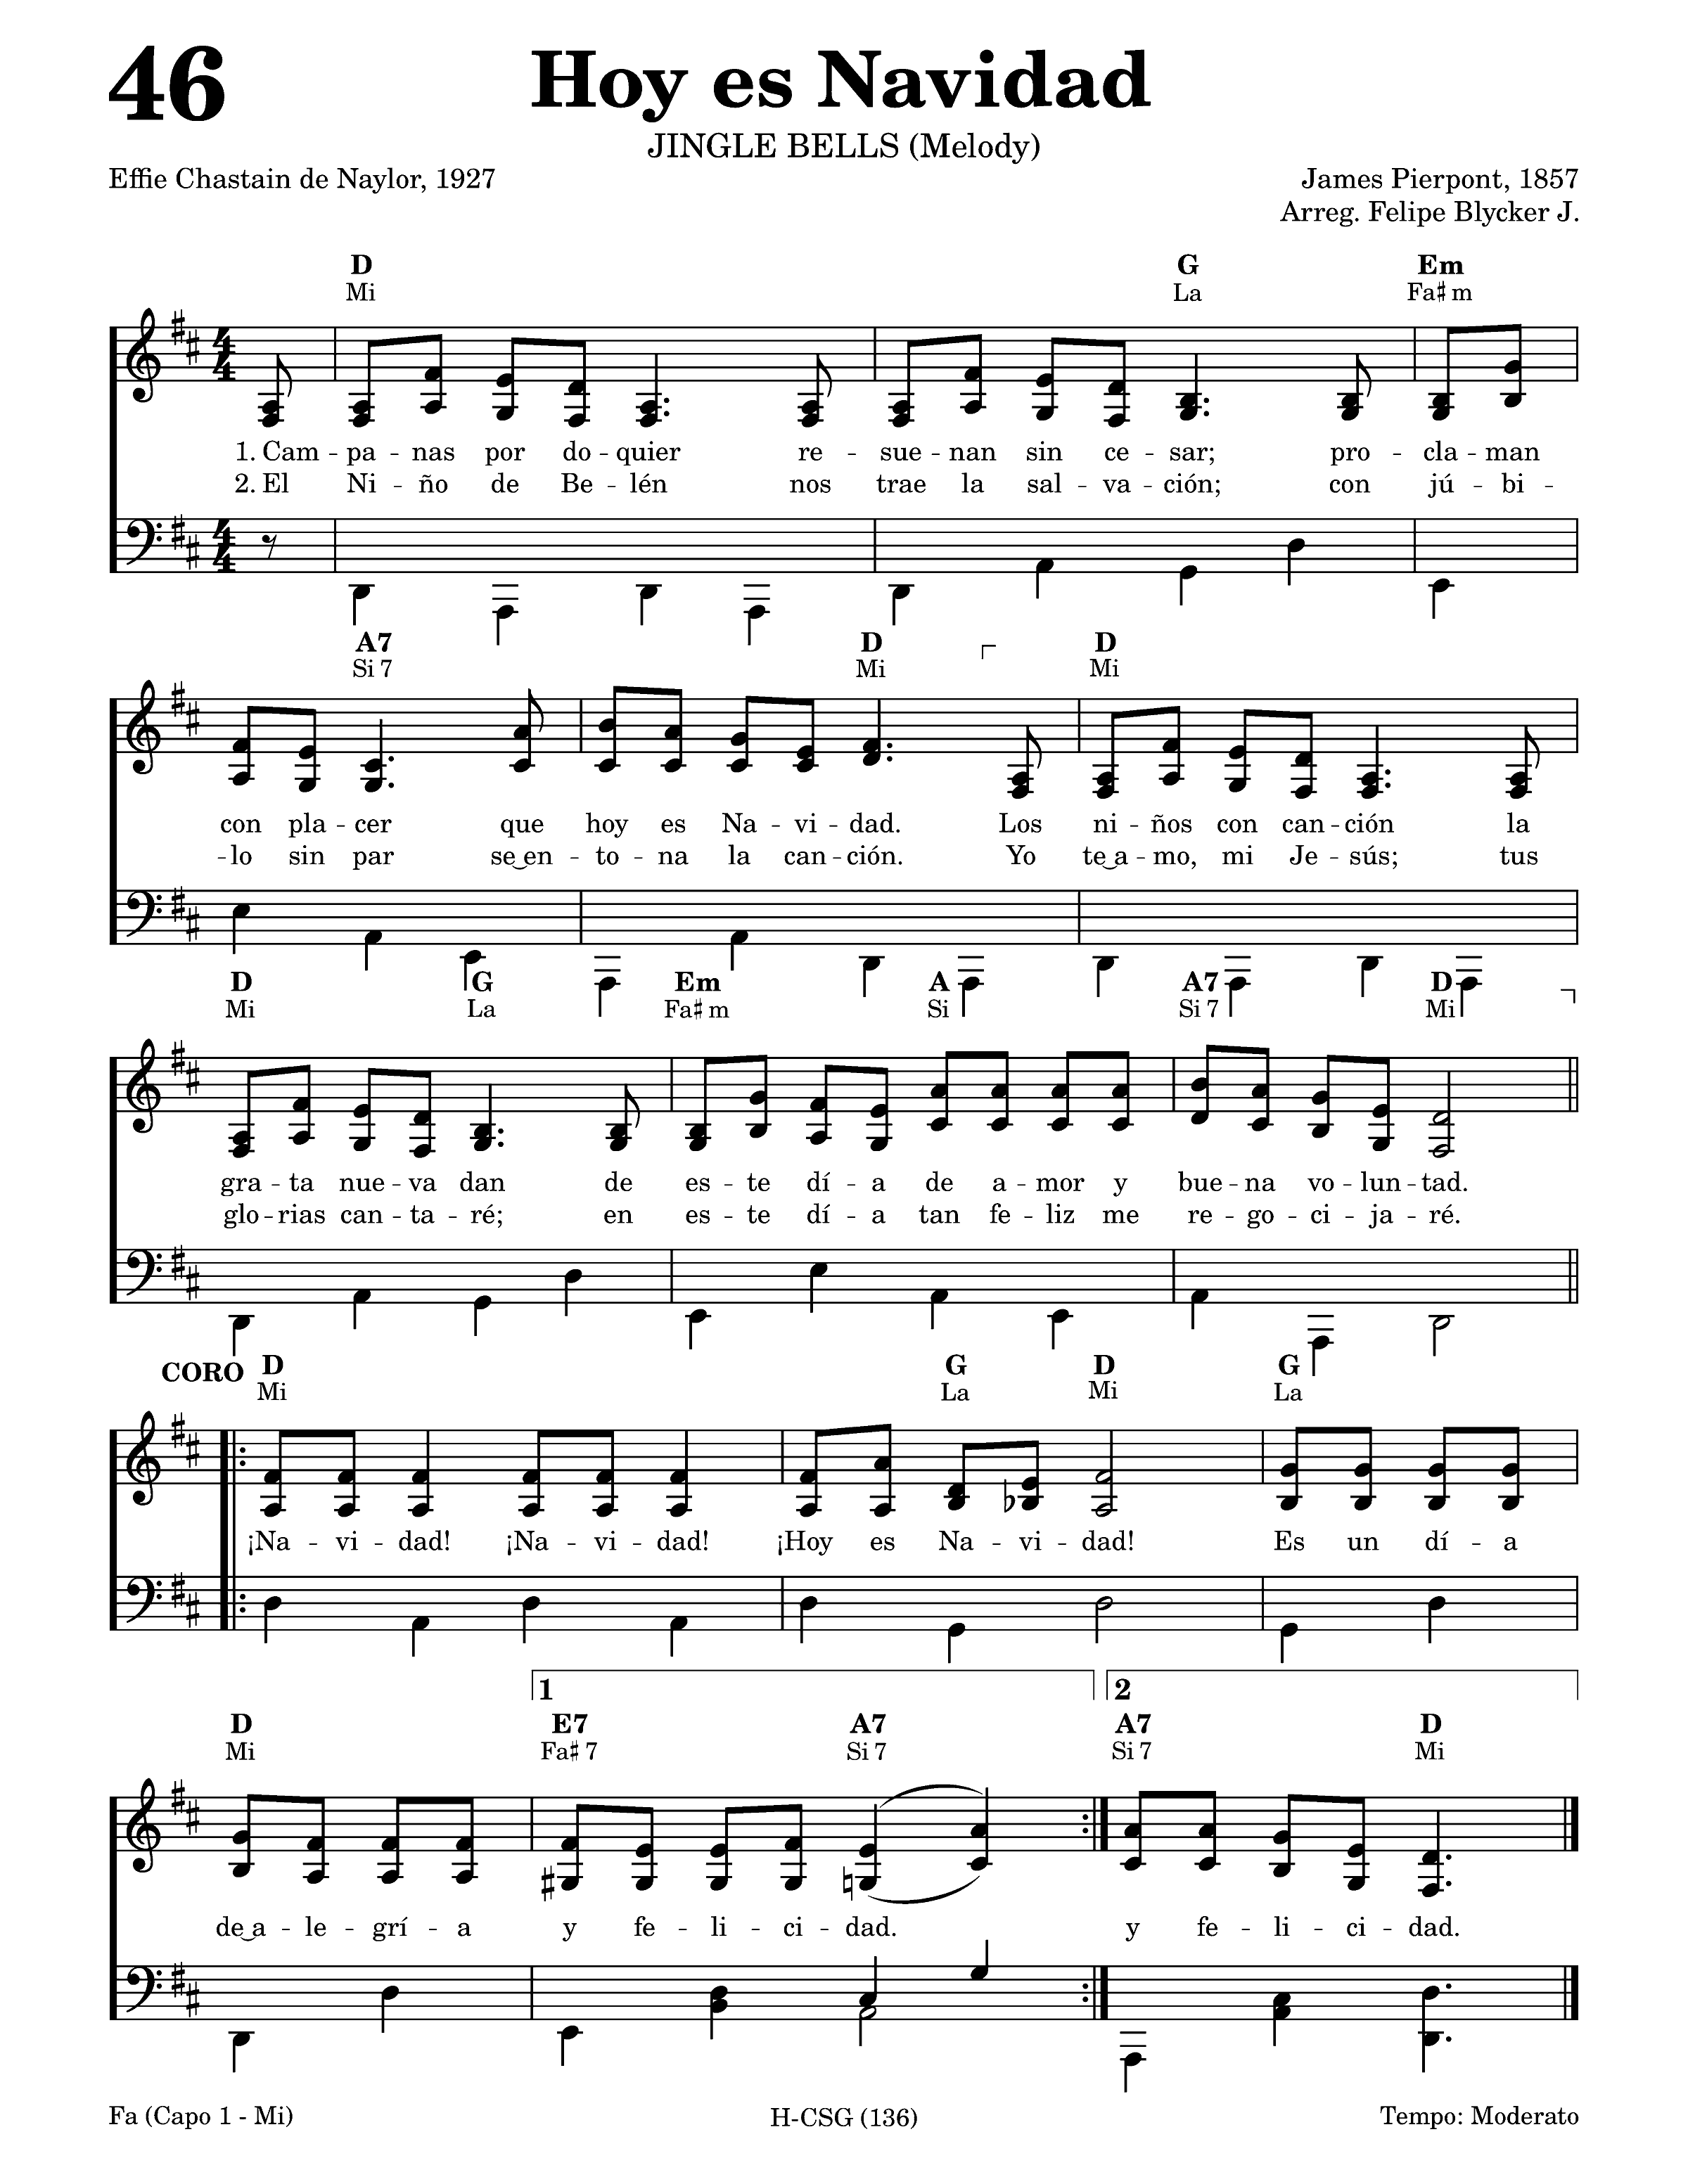 46
Hoy es Navidad
JINGLE BELLS (Melody)
Effie Chastain de Naylor, 1927
James Pierpont, 1857
Arreg. Felipe Blycker J.
D G Em
Mi La Fa♯ m
1. Cam - pa - nas por do - quier re - sue - nan sin ce - sar; pro - cla - man
2. El Ni - ño de Be - lén nos trae la sal - va - ción; con jú - bi -
A7 D D
Si 7 Mi Mi
con pla - cer que hoy es Na - vi - dad. Los ni - ños con can - ción la
- lo sin par se‿en - to - na la can - ción. Yo te‿a - mo, mi Je - sús; tus
D G Em A A7 D
Mi La Fa♯ m Si Si 7 Mi
gra - ta nue - va dan de es - te dí - a de a - mor y bue - na vo - lun - tad.
glo - rias can - ta - ré; en es - te dí - a tan fe - liz me re - go - ci - ja - ré.
CORO D G D G
Mi La Mi La
¡Na - vi - dad! ¡Na - vi - dad! ¡Hoy es Na - vi - dad! Es un dí - a
1 2
D E7 A7 A7 D
Mi Fa♯ 7 Si 7 Si 7 Mi
de‿a - le - grí - a y fe - li - ci - dad. y fe - li - ci - dad.
Fa (Capo 1 - Mi)
H-CSG (136)
Tempo: Moderato